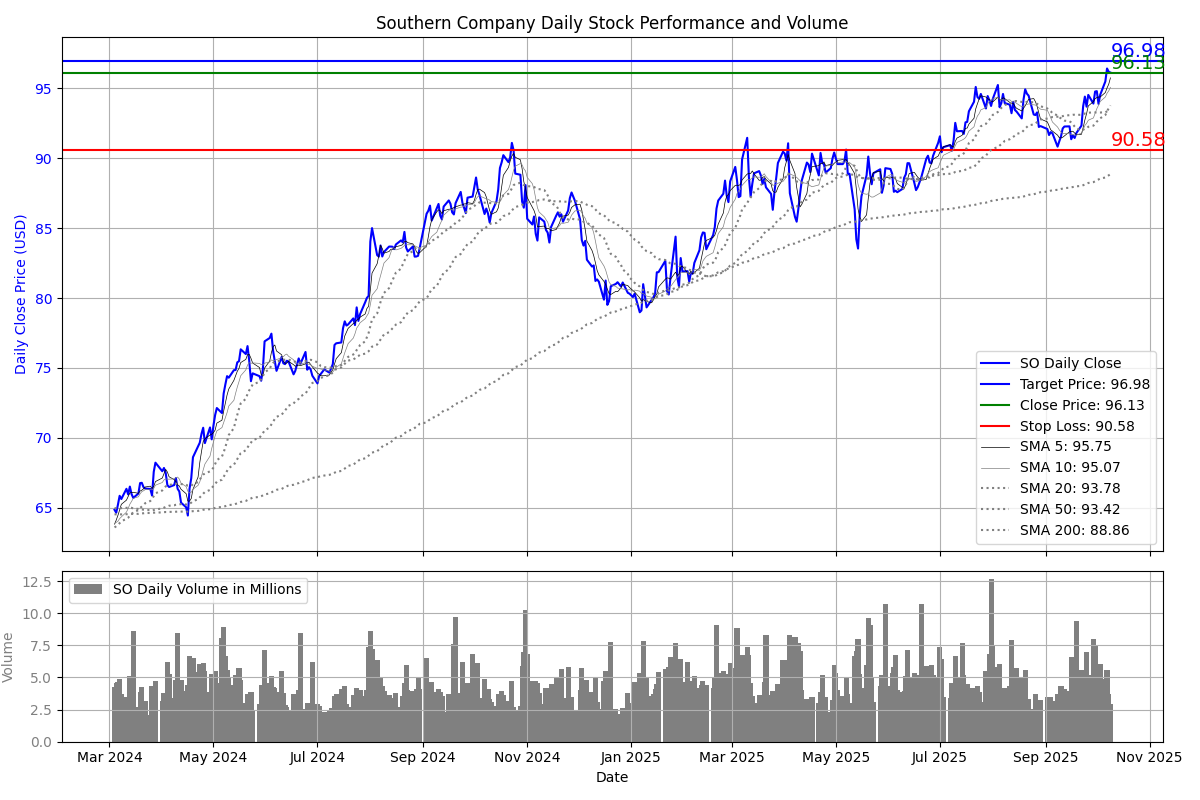 Southern Company Daily Stock Performance and Volume
96.98
96.13
90.58
Daily Close Price (USD)
95
90
85
80
75
70
65
SO Daily Close
Target Price: 96.98
Close Price: 96.13
Stop Loss: 90.58
SMA 5: 95.75
SMA 10: 95.07
SMA 20: 93.78
SMA 50: 93.42
SMA 200: 88.86
SO Daily Volume in Millions
Volume
12.5
10.0
7.5
5.0
2.5
0.0
Mar 2024
May 2024
Jul 2024
Sep 2024
Nov 2024
Jan 2025
Mar 2025
May 2025
Jul 2025
Sep 2025
Nov 2025
Date